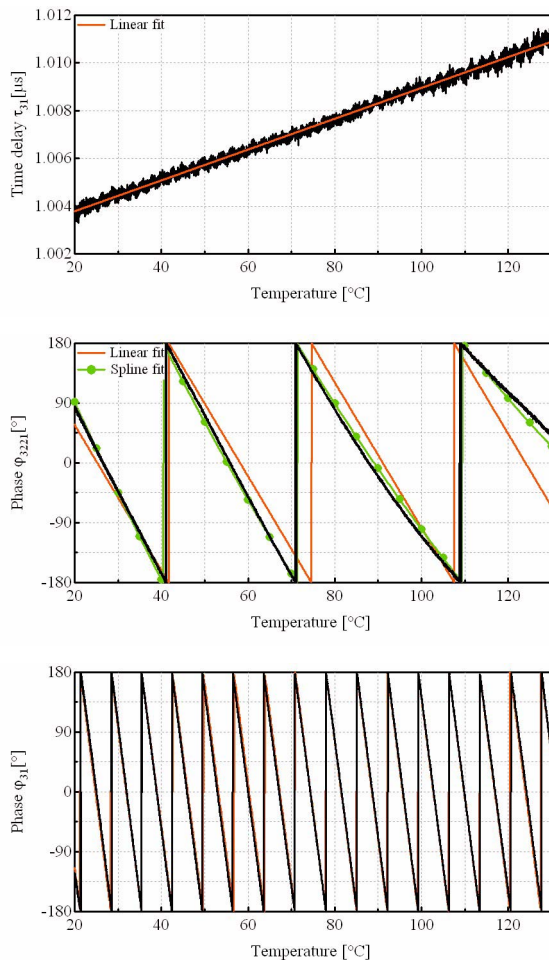 1.012
1.010
1.008
1.006
1.004
1.002
Time delay τ31[μs]
Linear fit
20 40 60 80 100 120
Temperature [°C]
180
90
0
-90
-180
Phase φ3221[°]
Linear fit
Spline fit
20 40 60 80 100 120
Temperature [°C]
180
90
0
-90
-180
Phase φ31[°]
20 40 60 80 100 120
Temperature [°C]